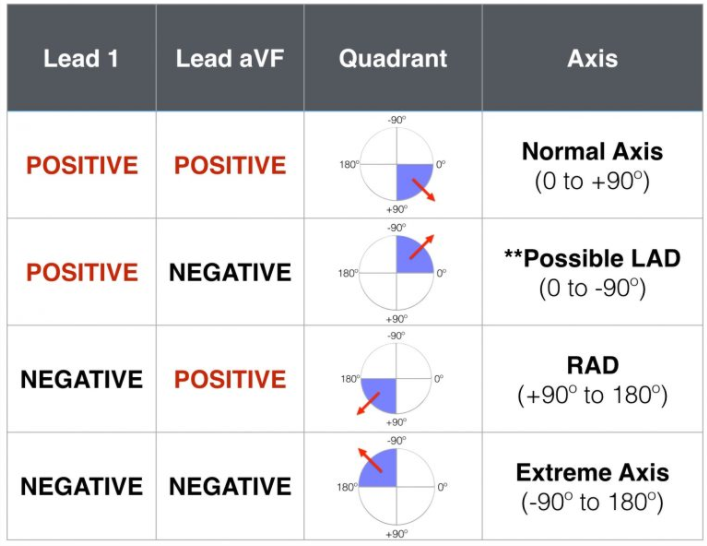 Lead 1 Lead aVF Quadrant Axis
-90°
180° 0°
+90°
POSITIVE POSITIVE Normal Axis
(0 to +90°)
-90°
180° 0°
+90°
POSITIVE NEGATIVE **Possible LAD
(0 to -90°)
-90°
180° 0°
+90°
NEGATIVE POSITIVE RAD
(+90° to 180°)
-90°
180° 0°
+90°
NEGATIVE NEGATIVE Extreme Axis
(-90° to 180°)